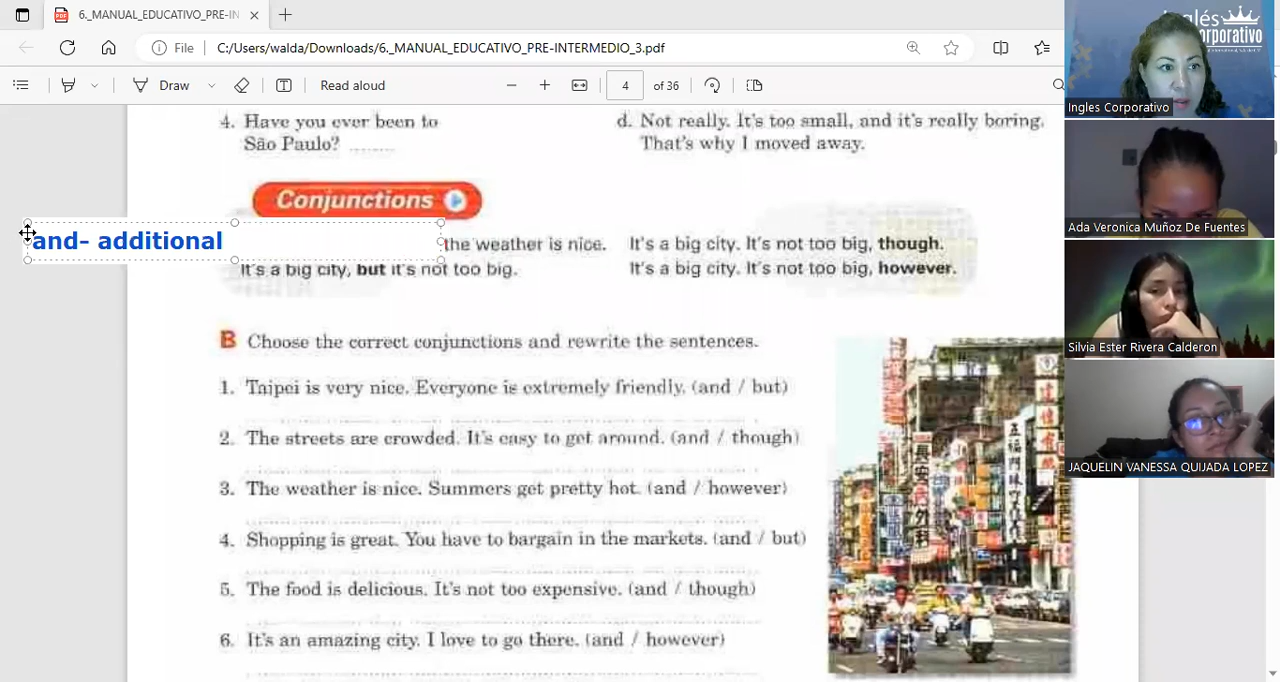 6._MANUAL_EDUCATIVO_PRE-IN
File C:/Users/walda/Downloads/6._MANUAL_EDUCATIVO_PRE-INTERMEDIO_3.pdf
Draw Read aloud 4 of 36
4. Have you ever been to
São Paulo? ........
d. Not really. It's too small, and it's really boring.
That's why I moved away.
Conjunctions
and- additional
the weather is nice.
It's a big city, but it's not too big.
It's a big city. It's not too big, though.
It's a big city. It's not too big, however.
B Choose the correct conjunctions and rewrite the sentences.
1. Taipei is very nice. Everyone is extremely friendly. (and / but)
2. The streets are crowded. It's easy to get around. (and / though)
3. The weather is nice. Summers get pretty hot. (and / however)
4. Shopping is great. You have to bargain in the markets. (and / but)
5. The food is delicious. It's not too expensive. (and / though)
6. It's an amazing city. I love to go there. (and / however)
Inglés
Corporativo
Ingles Corporativo
Ada Veronica Muñoz De Fuentes
Silvia Ester Rivera Calderon
JAQUELIN VANESSA QUIJADA LOPEZ